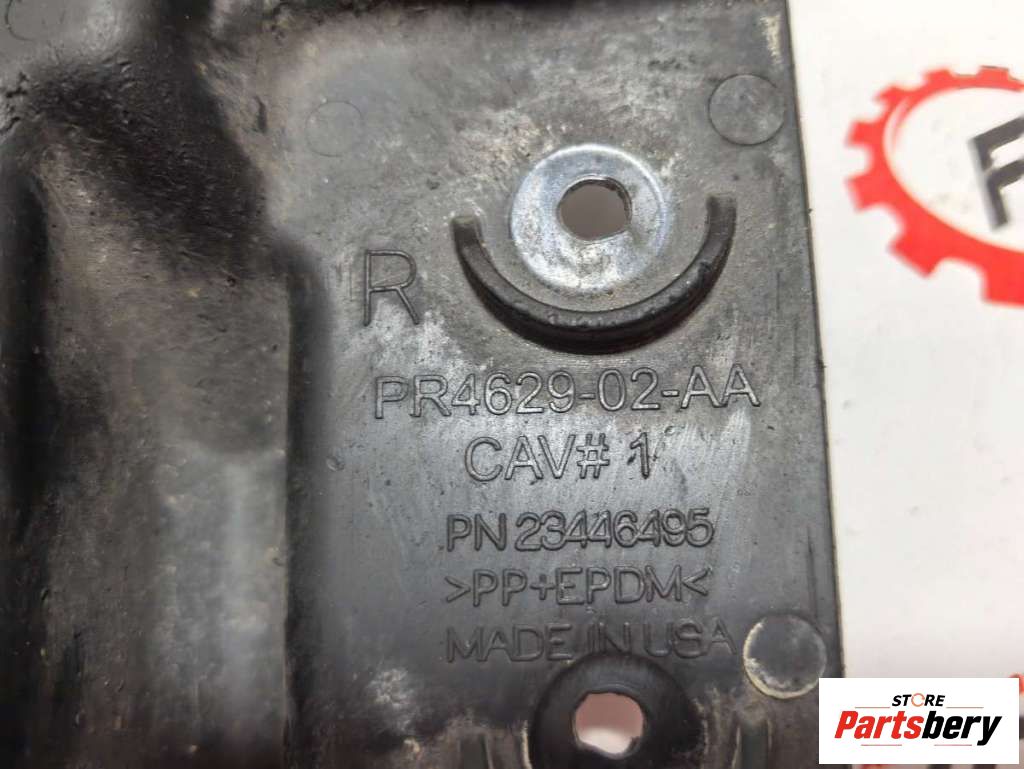 R
PR4629-02-AA
CAV# 1
PN 23446495
>PP+EPDM<
MADE IN USA
STORE
Partsbery